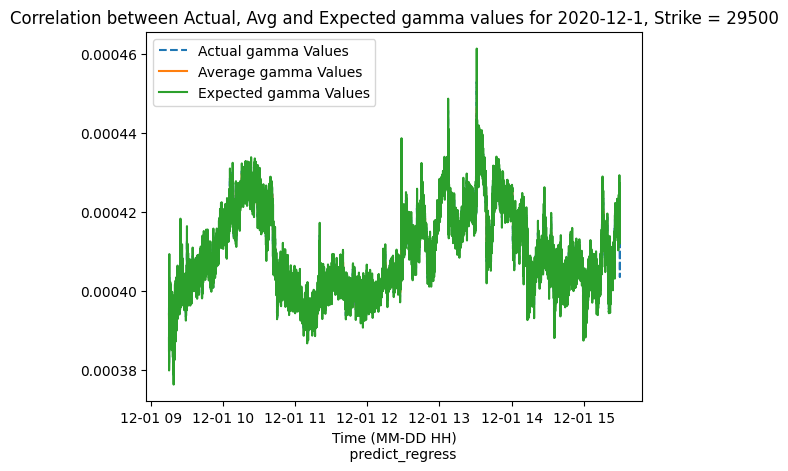 Correlation between Actual, Avg and Expected gamma values for 2020-12-1, Strike = 29500
Actual gamma Values
Average gamma Values
Expected gamma Values
0.00046
0.00044
0.00042
0.00040
0.00038
12-01 09 12-01 10 12-01 11 12-01 12 12-01 13 12-01 14 12-01 15
Time (MM-DD HH)
predict_regress